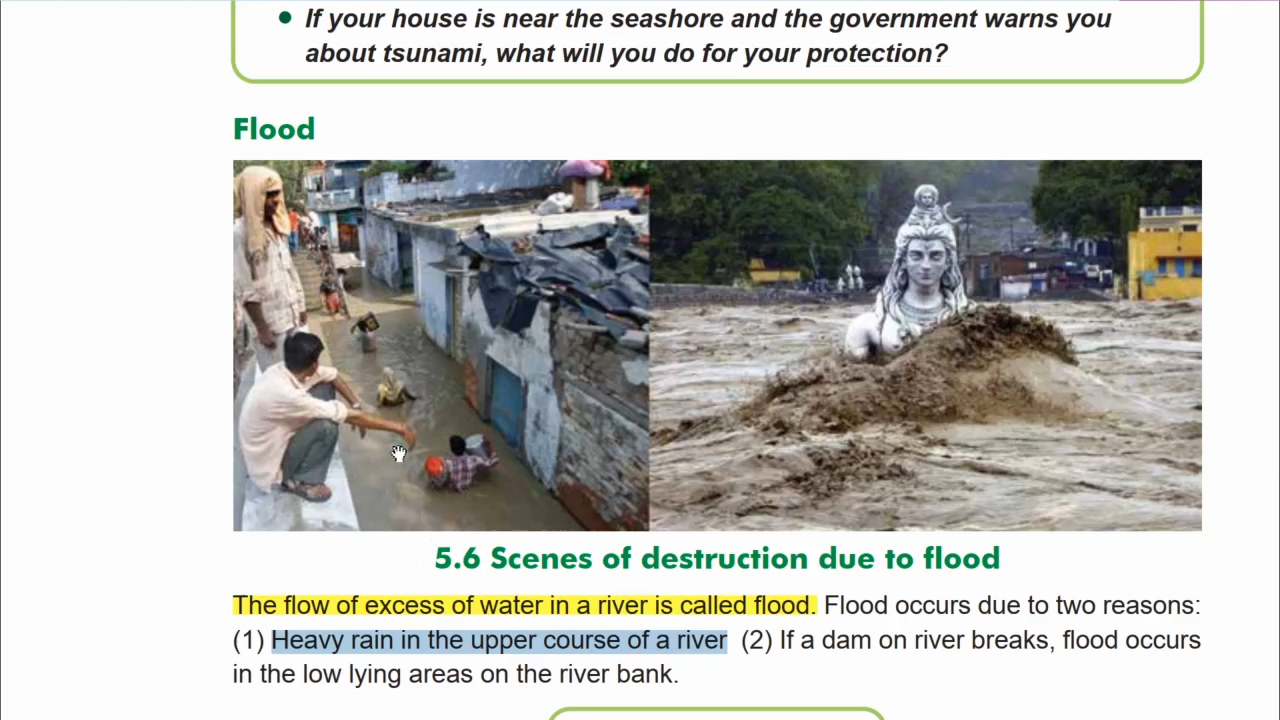 If your house is near the seashore and the government warns you
about tsunami, what will you do for your protection?
Flood
5.6 Scenes of destruction due to flood
The flow of excess of water in a river is called flood. Flood occurs due to two reasons:
(1) Heavy rain in the upper course of a river (2) If a dam on river breaks, flood occurs
in the low lying areas on the river bank.